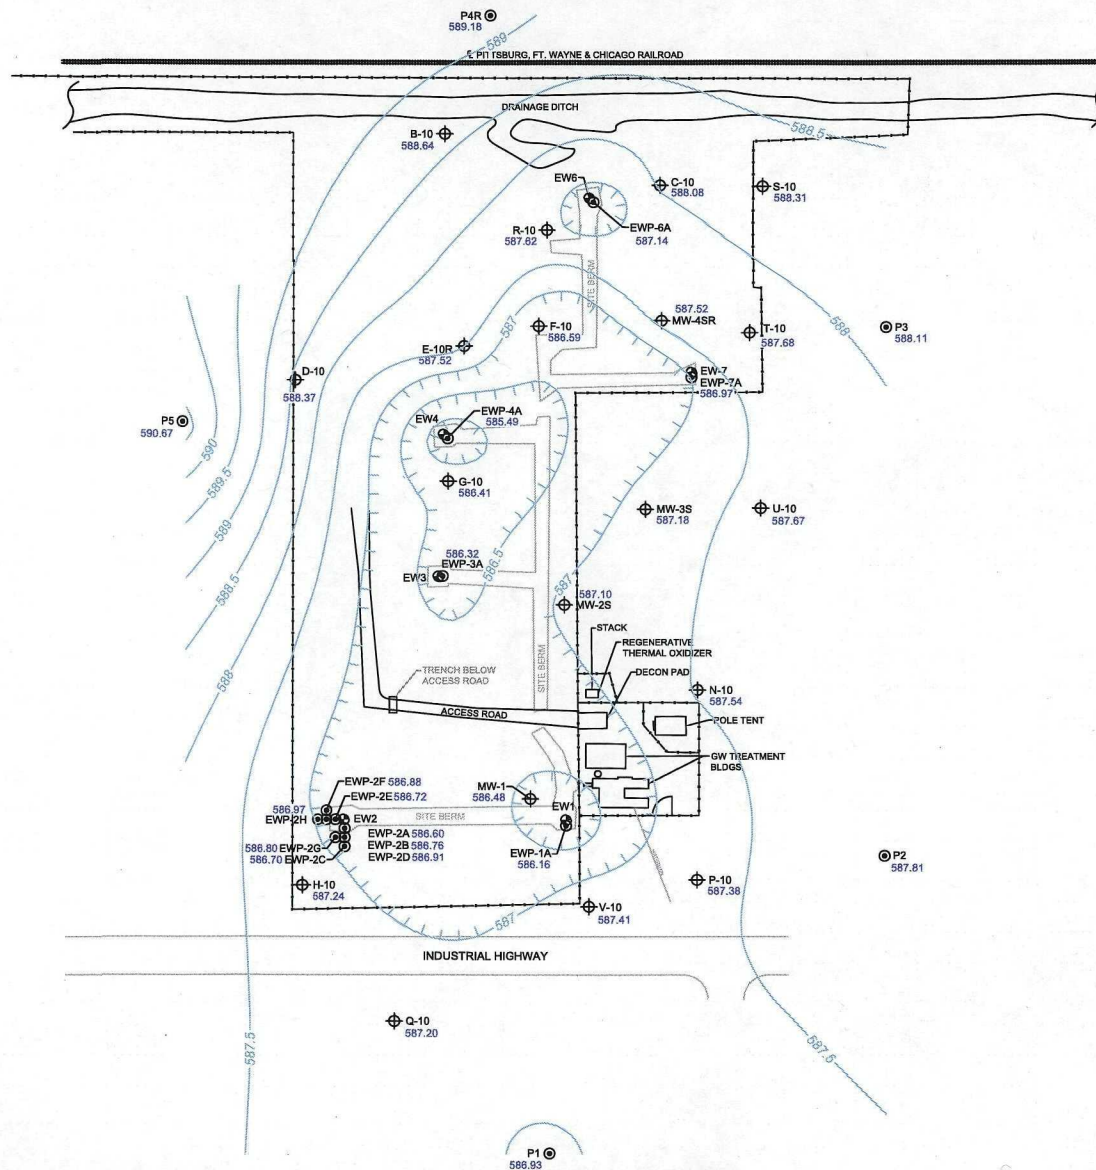 P4R
589.18
589
℄ PITTSBURG, FT. WAYNE & CHICAGO RAILROAD
DRAINAGE DITCH
588.5
B-10
588.64
EW6
C-10
588.08
S-10
588.31
EWP-6A
587.14
R-10
587.62
SITE BERM
587.52
MW-4SR
588
F-10
586.59
T-10
587.68
P3
588.11
587
E-10R
587.52
D-10
588.37
EW-7
EWP-7A
586.97
P5
590.67
EW4
EWP-4A
585.49
590
589.5
G-10
586.41
589
MW-3S
587.18
U-10
587.67
586.32
EWP-3A
EW3
586.5
588.5
587
587.10
MW-2S
STACK
REGENERATIVE
THERMAL OXIDIZER
DECON PAD
588
TRENCH BELOW
ACCESS ROAD
SITE BERM
N-10
587.54
ACCESS ROAD
POLE TENT
GW TREATMENT
BLDGS
EWP-2F 586.88
EWP-2E 586.72
586.97
EWP-2H
EW2
SITE BERM
MW-1
586.48
EW1
EWP-2A 586.60
EWP-2B 586.76
EWP-2D 586.91
586.80 EWP-2G
586.70 EWP-2C
EWP-1A
586.16
P2
587.81
H-10
587.24
P-10
587.38
V-10
587.41
587
INDUSTRIAL HIGHWAY
Q-10
587.20
587.5
587.5
P1
586.93